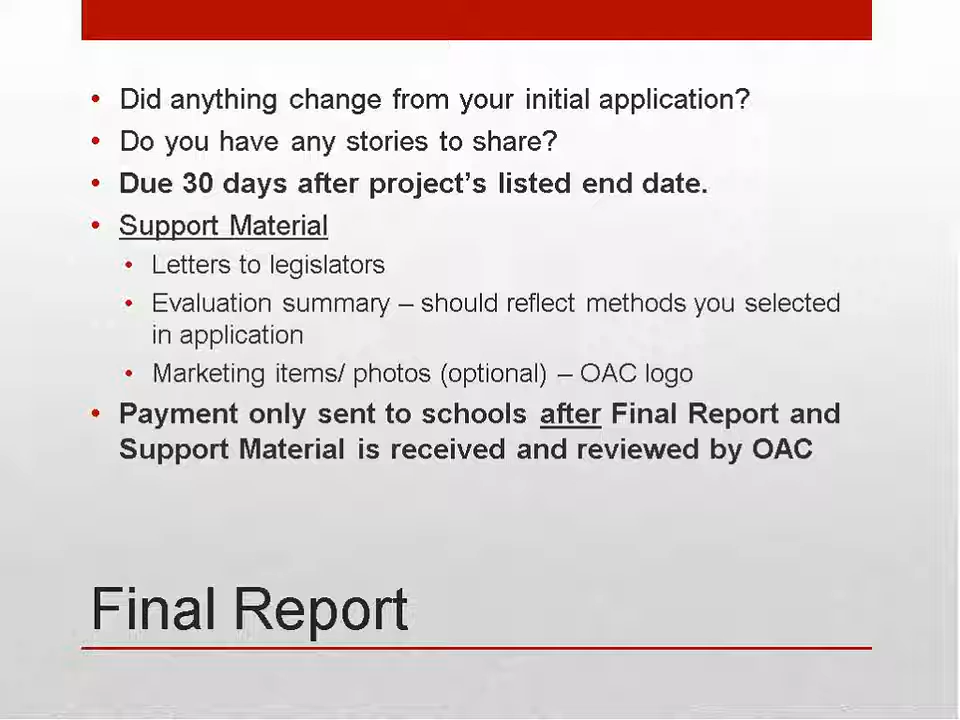 • Did anything change from your initial application?
• Do you have any stories to share?
• Due 30 days after project’s listed end date.
• Support Material
• Letters to legislators
• Evaluation summary – should reflect methods you selected
in application
• Marketing items/ photos (optional) – OAC logo
• Payment only sent to schools after Final Report and
Support Material is received and reviewed by OAC
Final Report